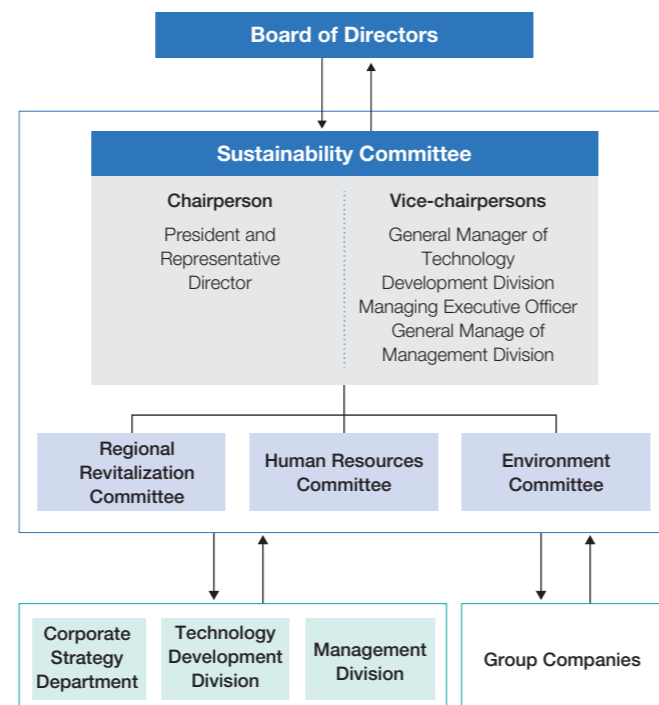 Board of Directors
Sustainability Committee
Chairperson
President and
Representative
Director
Vice-chairpersons
General Manager of
Technology
Development Division
Managing Executive Officer
General Manage of
Management Division
Regional
Revitalization
Committee
Human Resources
Committee
Environment
Committee
Corporate
Strategy
Department
Technology
Development
Division
Management
Division
Group Companies